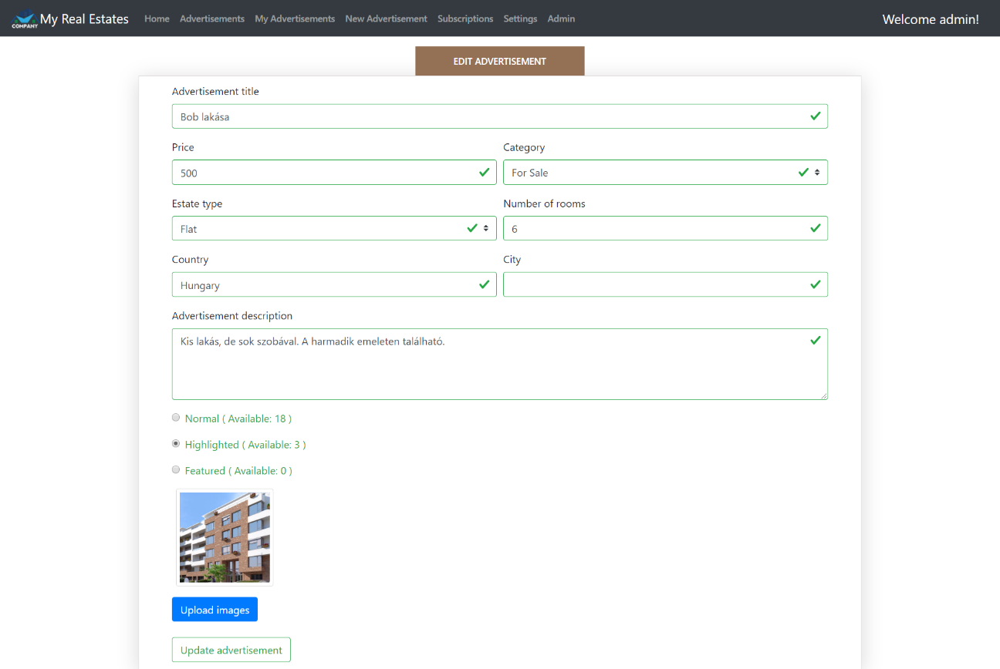 COMPANY My Real Estates Home Advertisements My Advertisements New Advertisement Subscriptions Settings Admin Welcome admin!
EDIT ADVERTISEMENT
Advertisement title
Bob lakása
Price Category
500 For Sale
Estate type Number of rooms
Flat 6
Country City
Hungary
Advertisement description
Kis lakás, de sok szobával. A harmadik emeleten található.
Normal ( Available: 18 )
Highlighted ( Available: 3 )
Featured ( Available: 0 )
Upload images
Update advertisement